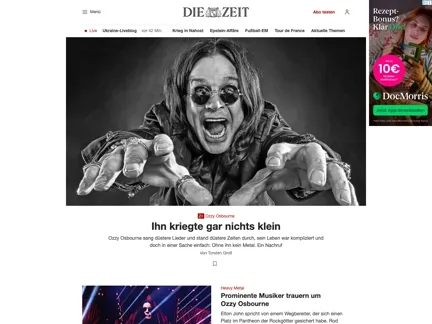 Menü
DIE ZEIT
Abo testen
Live Ukraine-Liveblog vor 42 Min. Krieg in Nahost Epstein-Affäre Fußball-EM Tour de France Aktuelle Themen
Rezept-
Bonus?
Klar
10€
DocMorris
Ozzy Osbourne
Ihn kriegte gar nichts klein
Ozzy Osbourne sang düstere Lieder und stand düstere Zeiten durch, sein Leben war kompliziert und
doch in einer Sache einfach: Ohne ihn kein Metal. Ein Nachruf
Von Torsten Groß
Heavy Metal
Prominente Musiker trauern um
Ozzy Osbourne
Elton John spricht von einem Wegbereiter, der sich einen
Platz im Pantheon der Rockgötter gesichert habe. Rod